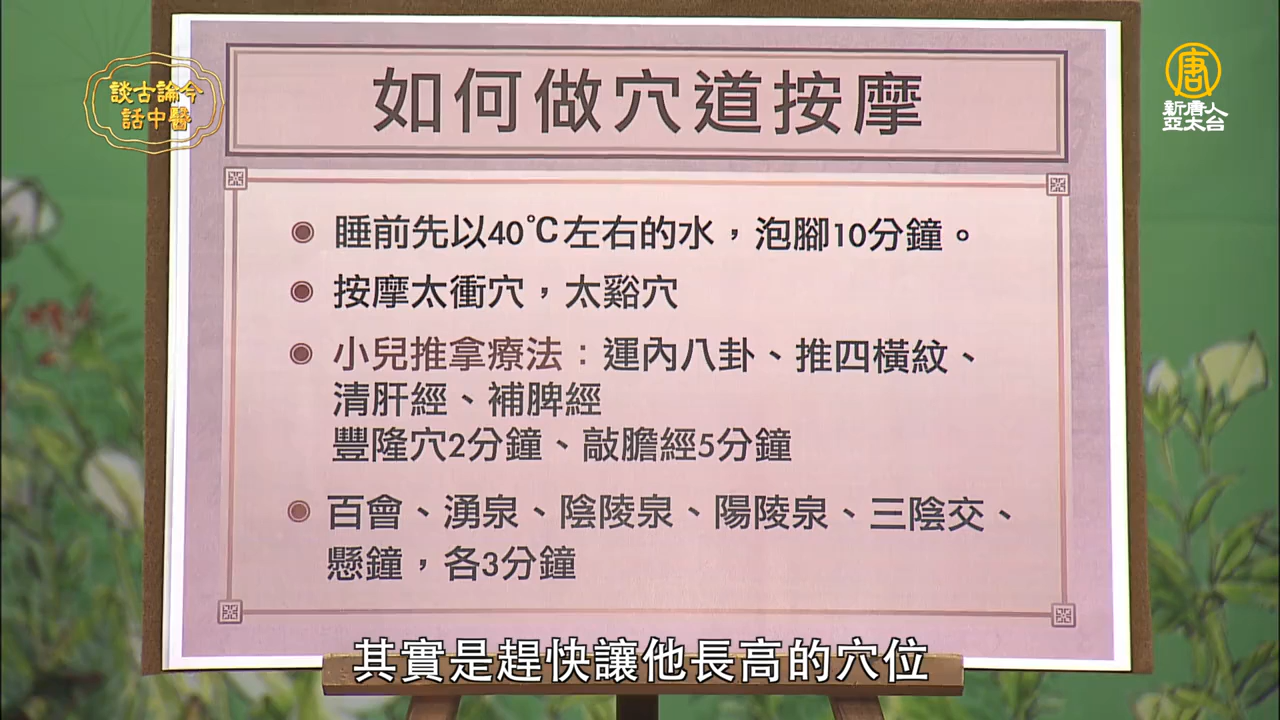 談古論今
話中醫
唐
新唐人
亞太台
如何做穴道按摩
睡前先以40℃左右的水，泡腳10分鐘。
按摩太衝穴，太谿穴
小兒推拿療法：運內八卦、推四橫紋、
清肝經、補脾經
豐隆穴2分鐘、敲膽經5分鐘
百會、湧泉、陰陵泉、陽陵泉、三陰交、
懸鐘，各3分鐘
其實是趕快讓他長高的穴位